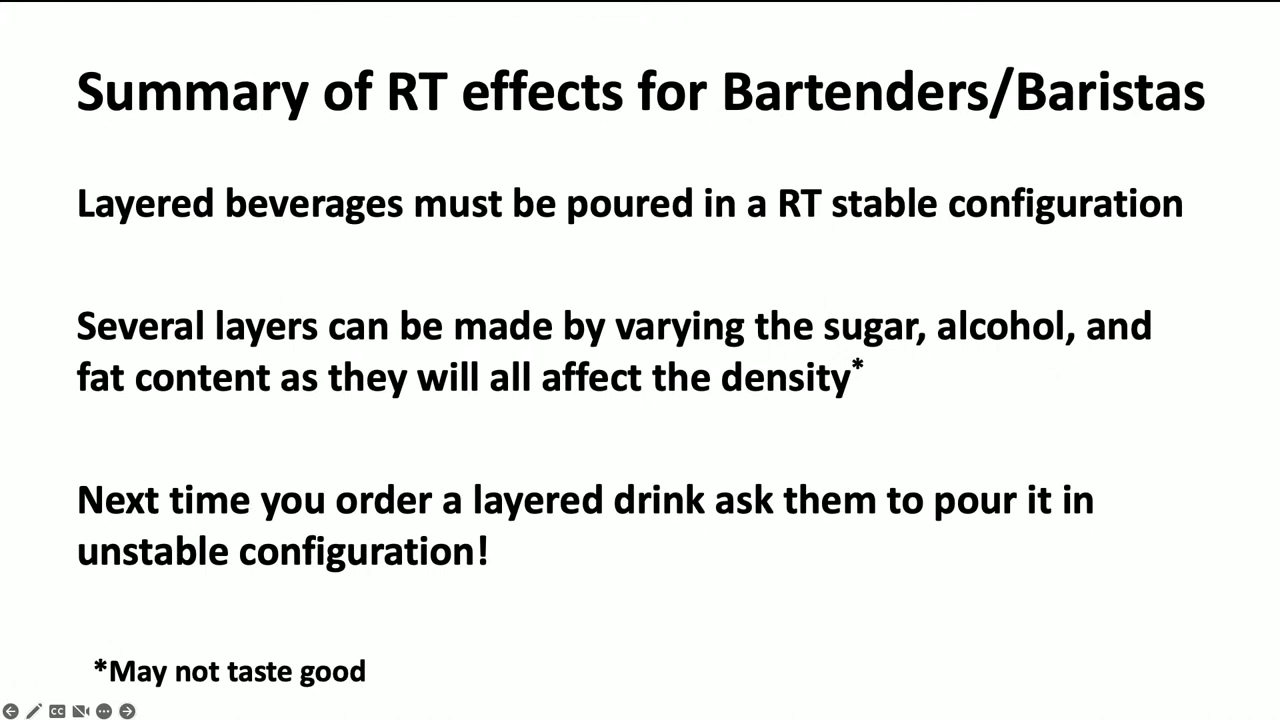 Summary of RT effects for Bartenders/Baristas
Layered beverages must be poured in a RT stable configuration
Several layers can be made by varying the sugar, alcohol, and
fat content as they will all affect the density*
Next time you order a layered drink ask them to pour it in
unstable configuration!
*May not taste good
CC